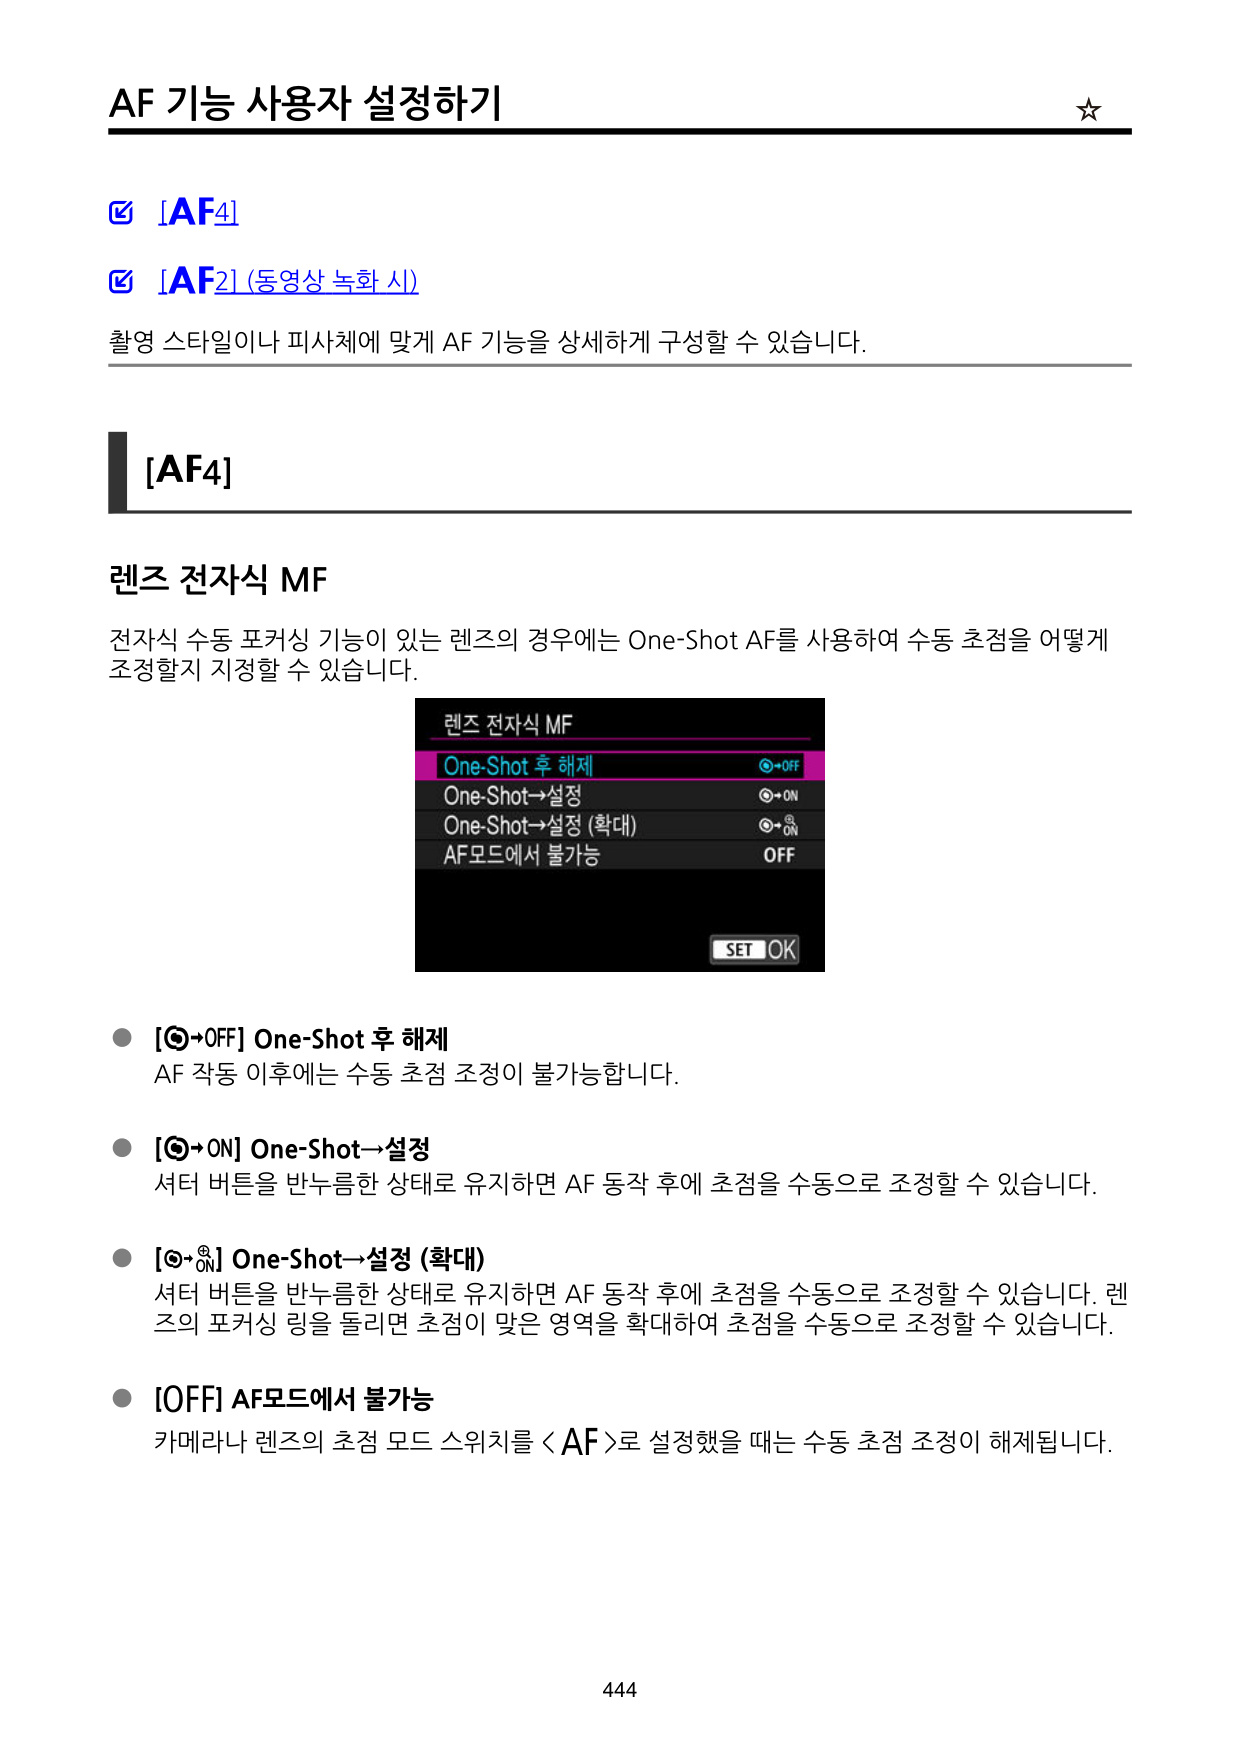 AF 기능 사용자 설정하기 ☆
[AF4]
[AF2] (동영상 녹화 시)
촬영 스타일이나 피사체에 맞게 AF 기능을 상세하게 구성할 수 있습니다.
[AF4]
렌즈 전자식 MF
전자식 수동 포커싱 기능이 있는 렌즈의 경우에는 One-Shot AF를 사용하여 수동 초점을 어떻게
조정할지 지정할 수 있습니다.
렌즈 전자식 MF
One-Shot 후 해제 ➔OFF
One-Shot→설정 ➔ON
One-Shot→설정 (확대) ➔ON
AF모드에서 불가능 OFF
SET OK
● [➔OFF] One-Shot 후 해제
AF 작동 이후에는 수동 초점 조정이 불가능합니다.
● [➔ON] One-Shot→설정
셔터 버튼을 반누름한 상태로 유지하면 AF 동작 후에 초점을 수동으로 조정할 수 있습니다.
● [➔ON] One-Shot→설정 (확대)
셔터 버튼을 반누름한 상태로 유지하면 AF 동작 후에 초점을 수동으로 조정할 수 있습니다. 렌
즈의 포커싱 링을 돌리면 초점이 맞은 영역을 확대하여 초점을 수동으로 조정할 수 있습니다.
● [OFF] AF모드에서 불가능
카메라나 렌즈의 초점 모드 스위치를 < AF >로 설정했을 때는 수동 초점 조정이 해제됩니다.
444